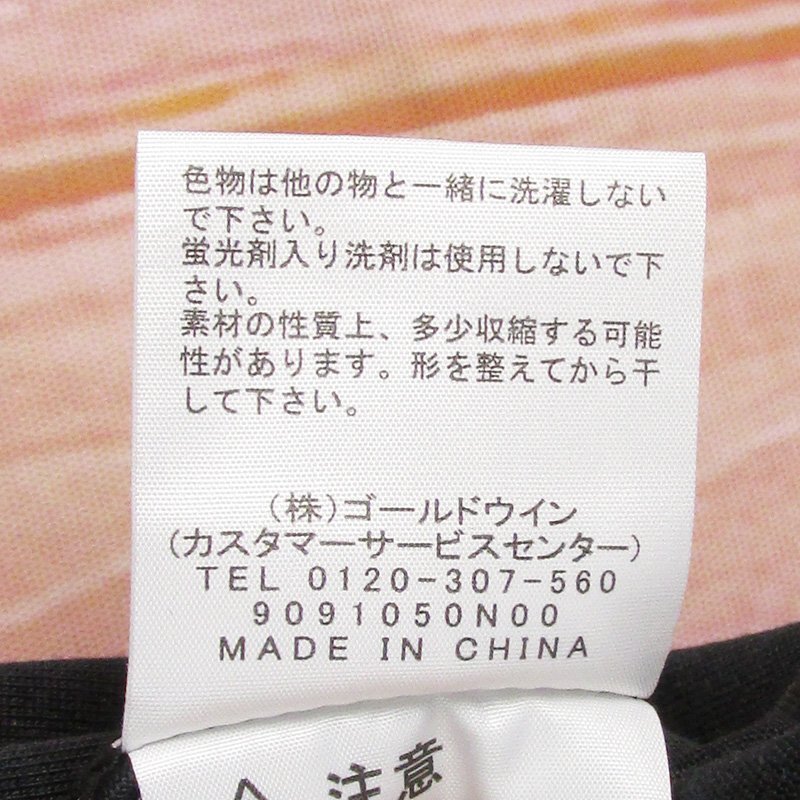 色物は他の物と一緒に洗濯しない
で下さい。
蛍光剤入り洗剤は使用しないで下
さい。
素材の性質上、多少収縮する可能
性があります。形を整えてから干
して下さい。
(株)ゴールドウイン
(カスタマーサービスセンター)
TEL 0120-307-560
9091050N00
MADE IN CHINA
注意